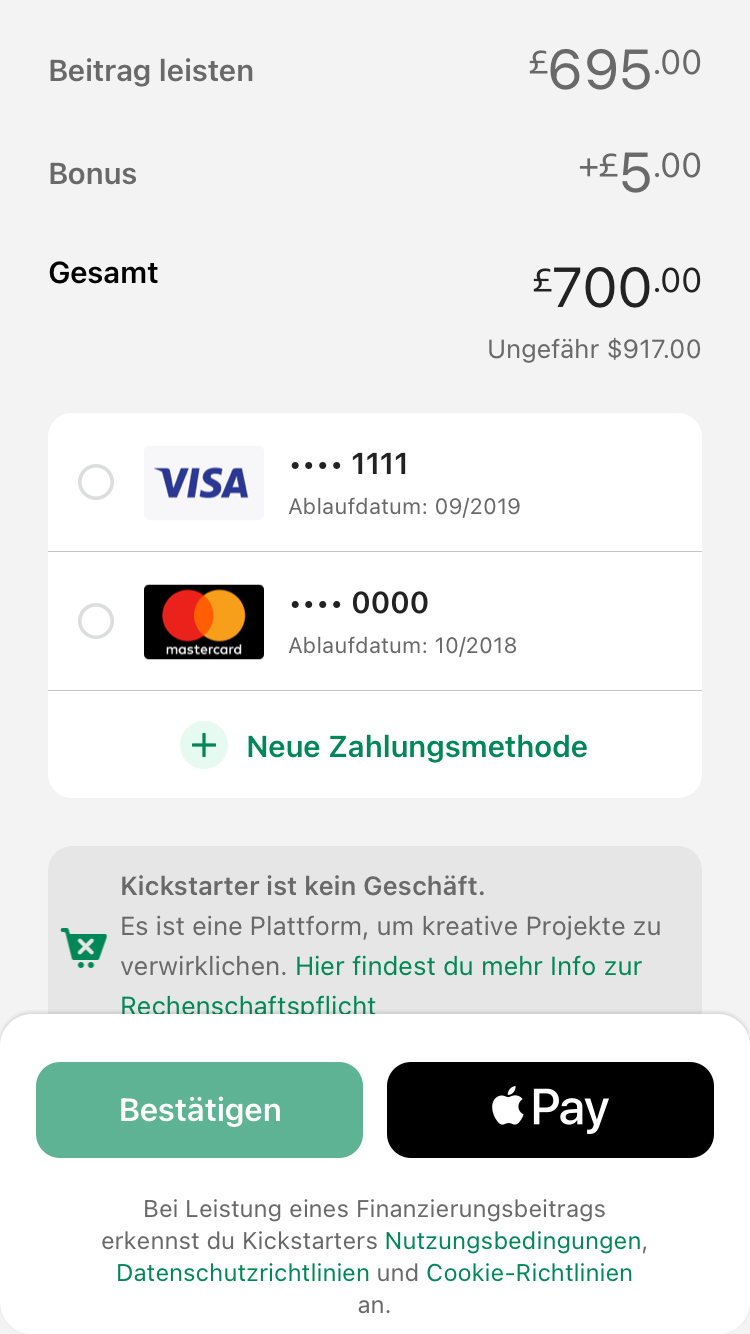 Beitrag leisten £695.00
Bonus +£5.00
Gesamt £700.00
Ungefähr $917.00
VISA •••• 1111
Ablaufdatum: 09/2019
mastercard •••• 0000
Ablaufdatum: 10/2018
+ Neue Zahlungsmethode
Kickstarter ist kein Geschäft.
Es ist eine Plattform, um kreative Projekte zu
verwirklichen. Hier findest du mehr Info zur
Rechenschaftspflicht
Bestätigen Pay
Bei Leistung eines Finanzierungsbeitrags
erkennst du Kickstarters Nutzungsbedingungen,
Datenschutzrichtlinien und Cookie-Richtlinien
an.